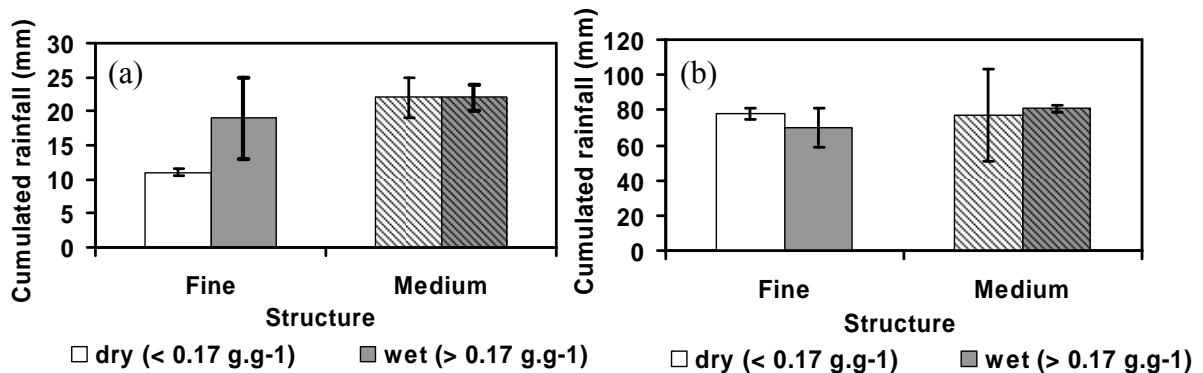 (a)
Cumulated rainfall (mm)
30
25
20
15
10
5
0
Fine
Medium
Structure
dry (< 0.17 g.g-1)
wet (> 0.17 g.g-1)
(b)
Cumulated rainfall (mm)
120
100
80
60
40
20
0
Fine
Medium
Structure
dry (< 0.17 g.g-1)
wet (> 0.17 g.g-1)